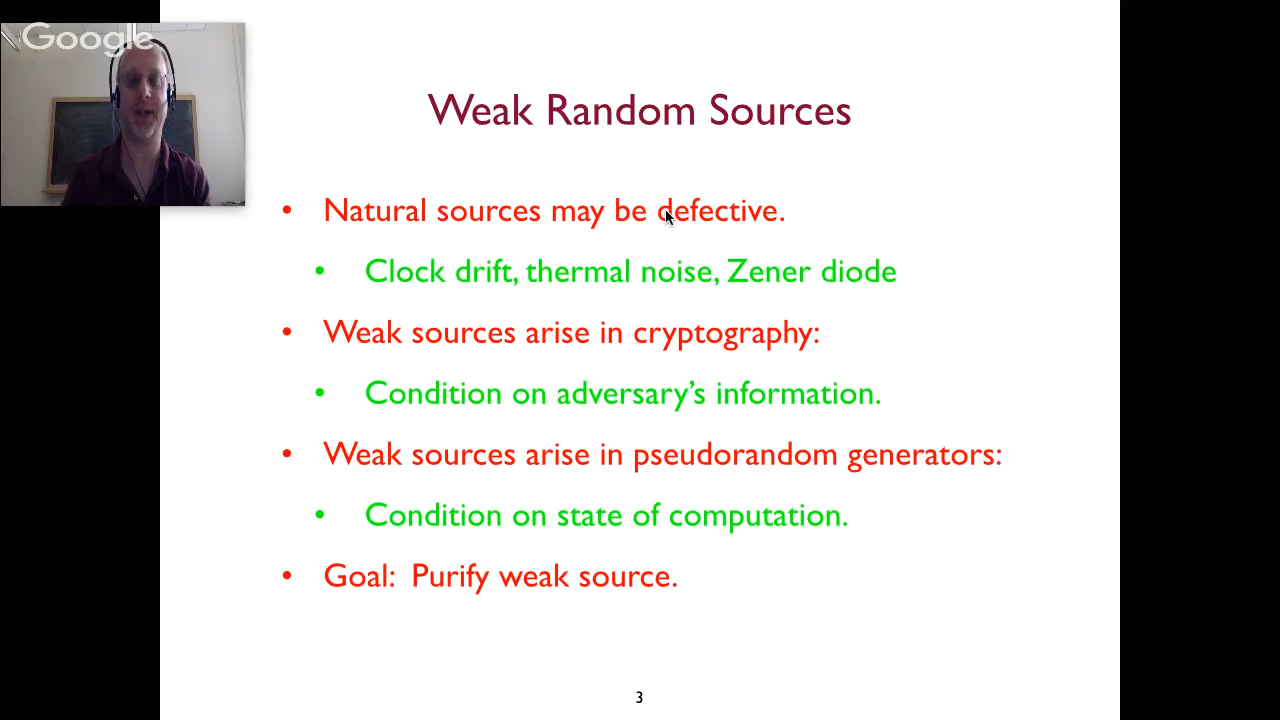 Google
Weak Random Sources
• Natural sources may be defective.
• Clock drift, thermal noise, Zener diode
• Weak sources arise in cryptography:
• Condition on adversary’s information.
• Weak sources arise in pseudorandom generators:
• Condition on state of computation.
• Goal: Purify weak source.
3